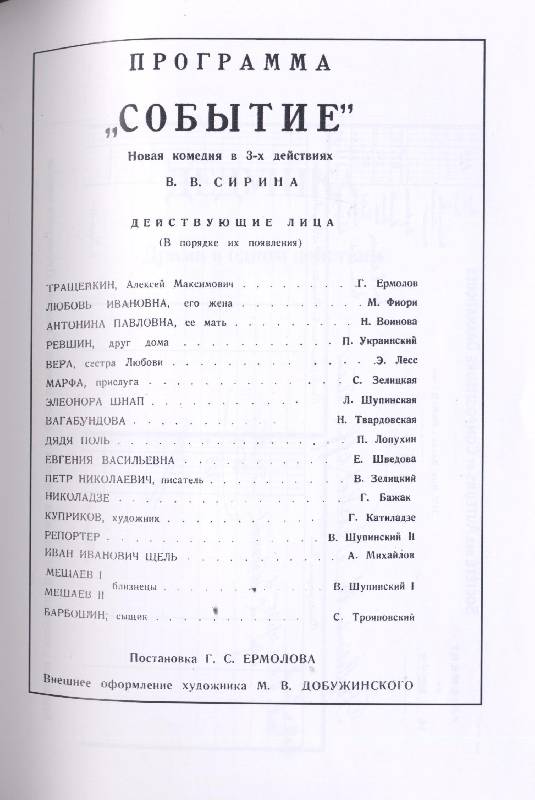 ПРОГРАММА
„СОБЫТИЕ”
Новая комедия в 3-х действиях
В. В. СИРИНА
ДЕЙСТВУЮЩИЕ ЛИЦА
(В порядке их появления)
ТРАЩЕЙКИН, Алексей Максимович . . . . . . . . Г. Ермолов
ЛЮБОВЬ ИВАНОВНА, его жена . . . . . . . . М. Фиори
АНТОНИНА ПАВЛОВНА, ее мать . . . . . . . . Н. Воинова
РЕВШИН, друг дома . . . . . . . . . . П. Украинский
ВЕРА, сестра Любови . . . . . . . . . . Э. Лесс
МАРФА, прислуга . . . . . . . . . . . С. Зелицкая
ЭЛЕОНОРА ШНАП . . . . . . . . . . . Л. Шупинская
ВАГАБУНДОВА . . . . . . . . . . . . Н. Твардовская
ДЯДЯ ПОЛЬ . . . . . . . . . . . . . П. Лопухин
ЕВГЕНИЯ ВАСИЛЬЕВНА . . . . . . . . . Е. Шведова
ПЕТР НИКОЛАЕВИЧ, писатель . . . . . . . . В. Зелицкий
НИКОЛАДЗЕ . . . . . . . . . . . . . Г. Бажак
КУПРИКОВ, художник . . . . . . . . . . Г. Катиладзе
РЕПОРТЕР . . . . . . . . . . . . . В. Шупинский II
ИВАН ИВАНОВИЧ ЩЕЛЬ . . . . . . . . . А. Михайлов
МЕШАЕВ I
близнецы . . . . . . . . . В. Шупинский I
МЕШАЕВ II
БАРБОШИН, сыщик . . . . . . . . . . С. Трояновский
Постановка Г. С. ЕРМОЛОВА
Внешнее оформление художника М. В. ДОБУЖИНСКОГО